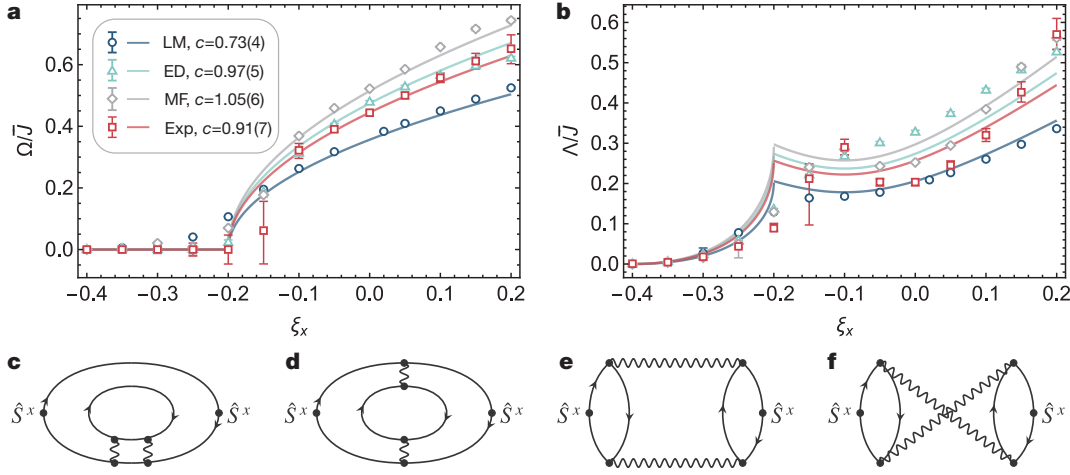 a
Ω/J̄
0.6
0.4
0.2
0.0
LM, c=0.73(4)
ED, c=0.97(5)
MF, c=1.05(6)
Exp, c=0.91(7)
−0.4 −0.3 −0.2 −0.1 0.0 0.1 0.2
ξx
b
Λ/J̄
0.6
0.5
0.4
0.3
0.2
0.1
0.0
−0.4 −0.3 −0.2 −0.1 0.0 0.1 0.2
ξx
c
Ŝx Ŝx
d
Ŝx Ŝx
e
Ŝx Ŝx
f
Ŝx Ŝx